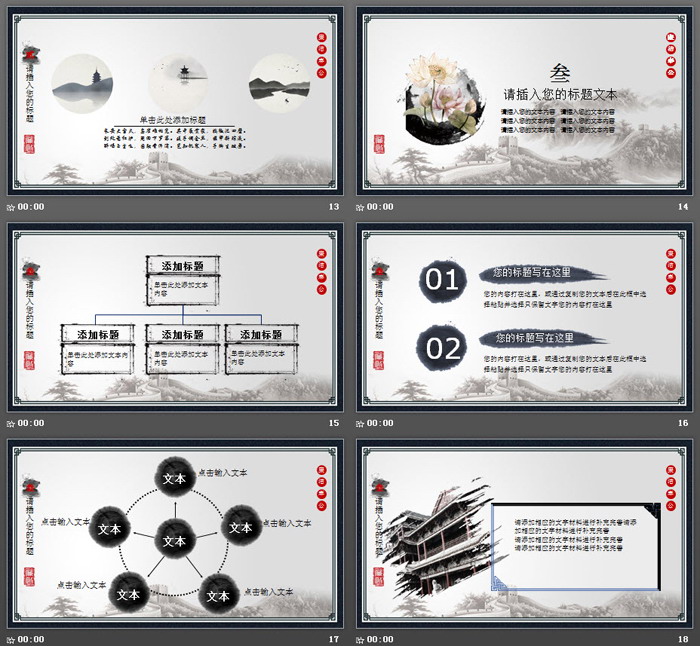 请插入您的标题
单击此处添加标题
00:00
13
叁
请插入您的标题文本
请插入您的文本内容 请插入您的文本内容
请插入您的文本内容 请插入您的文本内容
请插入您的文本内容 请插入您的文本内容
00:00
14
请插入您的标题
添加标题
单击此处添加文本
内容
添加标题
单击此处添加文本内
容
添加标题
单击此处添加文本
内容
添加标题
单击此处添加文本
内容
00:00
15
请插入您的标题
01
您的标题写在这里
您的内容打在这里，或通过复制您的文本后在此框中选
择粘贴并选择只保留文字您的内容打在这里
02
您的标题写在这里
您的内容打在这里，或通过复制您的文本后在此框中选
择粘贴并选择只保留文字您的内容打在这里
00:00
16
请插入您的标题
文本
点击输入文本
点击输入文本
文本
文本
文本
点击输入文本
点击输入文本
文本
文本
点击输入文本
00:00
17
请插入您的标题
请添加相应的文字材料进行补充完善请添
加相应的文字材料进行补充完善
请添加相应的文字材料进行补充完善
请添加相应的文字材料进行补充完善
00:00
18